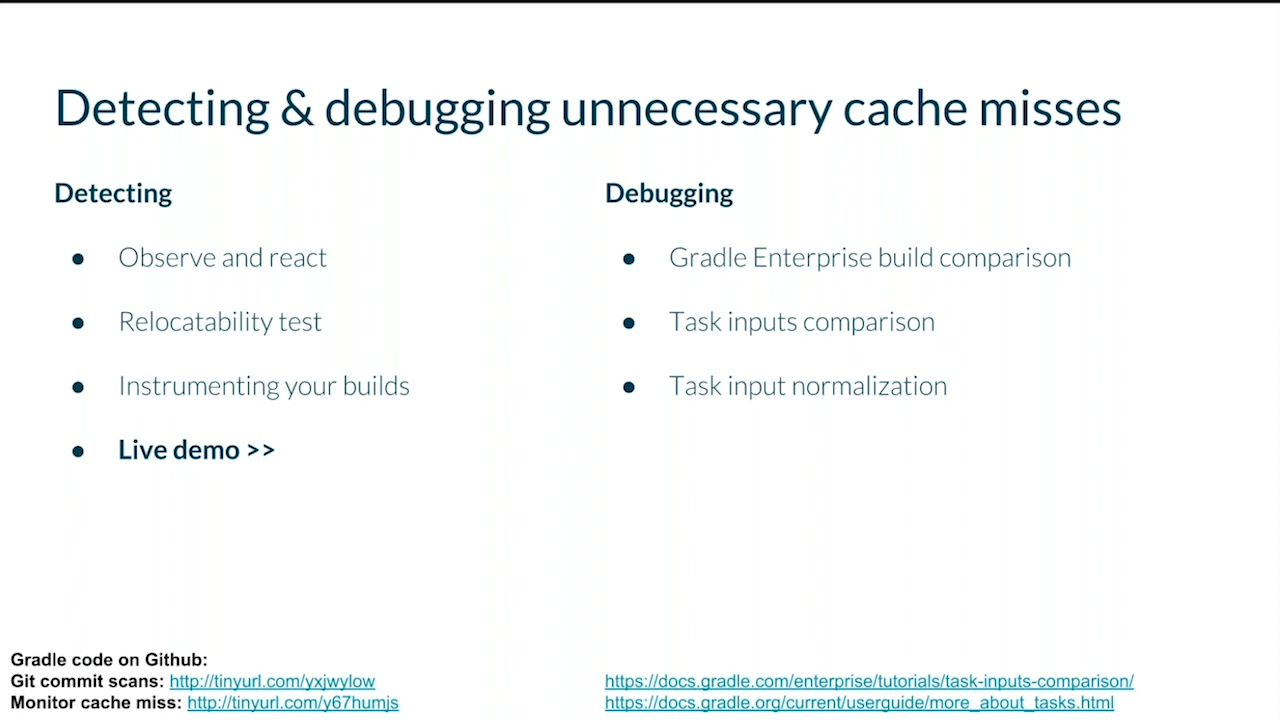 Detecting & debugging unnecessary cache misses
Detecting
● Observe and react
● Relocatability test
● Instrumenting your builds
● Live demo >>
Debugging
● Gradle Enterprise build comparison
● Task inputs comparison
● Task input normalization
Gradle code on Github:
Git commit scans: http://tinyurl.com/yxjwylow
Monitor cache miss: http://tinyurl.com/y67humjs
https://docs.gradle.com/enterprise/tutorials/task-inputs-comparison/
https://docs.gradle.org/current/userguide/more_about_tasks.html